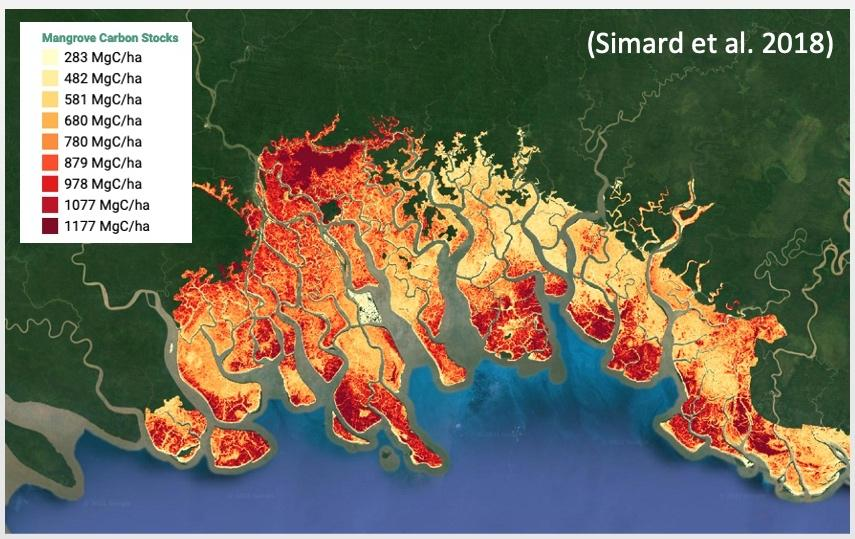 (Simard et al. 2018)
Mangrove Carbon Stocks
283 MgC/ha
482 MgC/ha
581 MgC/ha
680 MgC/ha
780 MgC/ha
879 MgC/ha
978 MgC/ha
1077 MgC/ha
1177 MgC/ha